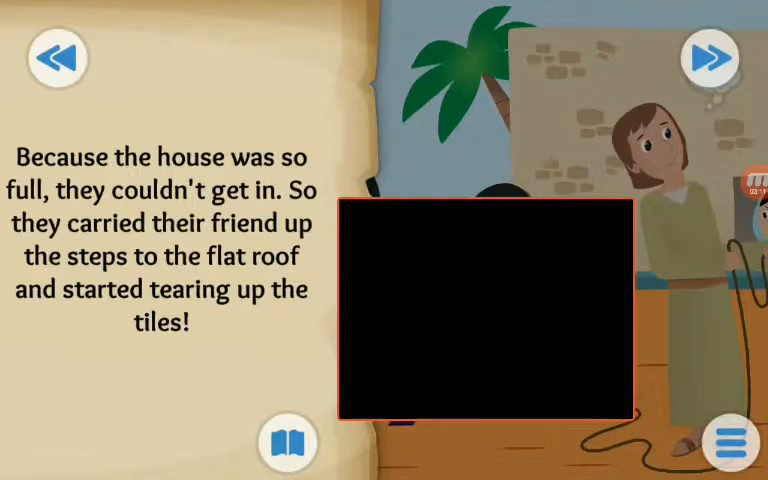 Because the house was so
full, they couldn't get in. So
they carried their friend up
the steps to the flat roof
and started tearing up the
tiles!